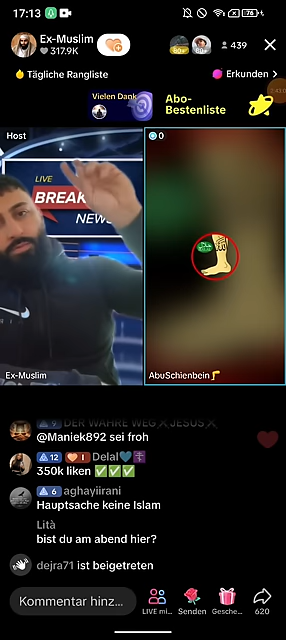 17:13
76
Ex-Muslim
317.9K
439
Tägliche Rangliste
Erkunden >
Vielen Dank
Abo-
Bestenliste
Host
0
LIVE
BREAK
NEWS
Ex-Muslim
AbuSchienbein
9 DER WAHRE WEG X JESUS X
@Maniek892 sei froh
12 I Delal
350k liken ✅✅✅
6 aghayiirani
Hauptsache keine Islam
Lità
bist du am abend hier?
dejra71 ist beigetreten
Kommentar hinz...
LIVE mi...
Senden
Gesche...
620